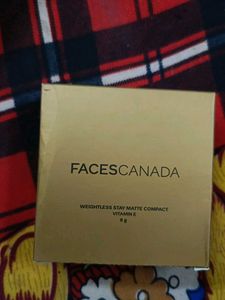 FACESCANADA
WEIGHTLESS STAY MATTE COMPACT
VITAMIN E
9 g